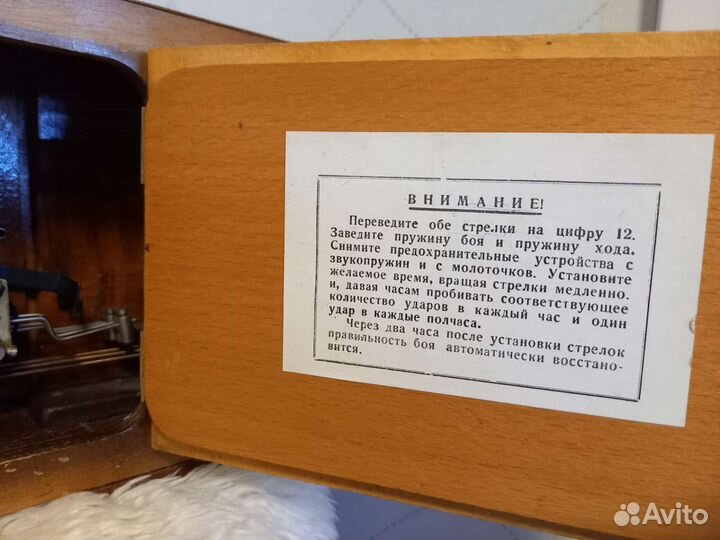 ВНИМАНИЕ!
Переведите обе стрелки на цифру 12.
Заведите пружину боя и пружину хода.
Снимите предохранительные устройства с
звукопружин и с молоточков. Установите
желаемое время, вращая стрелки медленно.
и, давая часам пробивать соответствующее
количество ударов в каждый час и один
удар в каждые полчаса.
Через два часа после установки стрелок
правильность боя автоматически восстано-
вится.
Avito